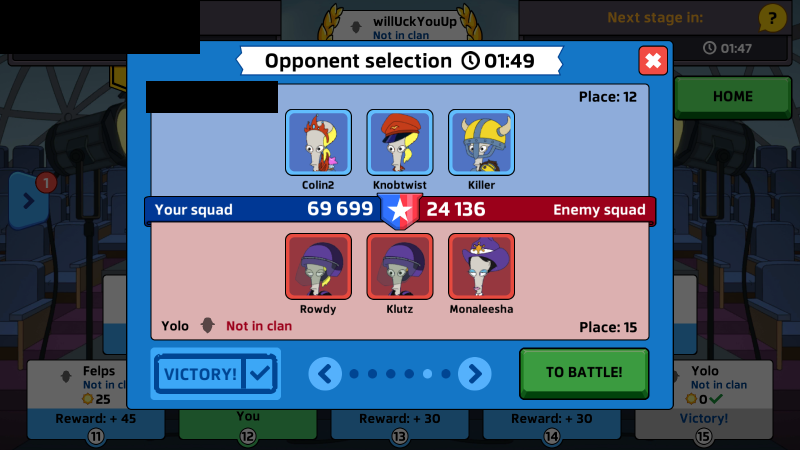 willUckYouUp
Not in clan
Next stage in:
?
01:47
Opponent selection 01:49
Place: 12
HOME
1
Colin2 Knobtwist Killer
Your squad 69 699 24 136 Enemy squad
Rowdy Klutz Monaleesha
Yolo Not in clan Place: 15
VICTORY!
TO BATTLE!
Felps
Not in cl
25
Reward: + 45
11
You
12
Reward: + 30
13
Reward: + 30
14
Yolo
Not in clan
0
Victory!
15